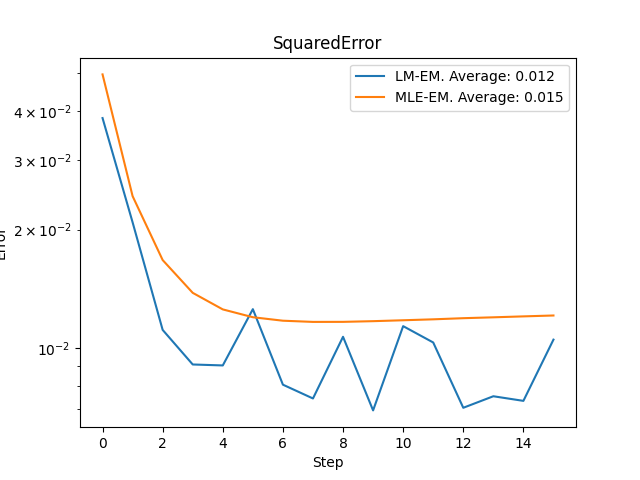 SquaredError
LM-EM. Average: 0.012
MLE-EM. Average: 0.015
4 × 10⁻²
3 × 10⁻²
2 × 10⁻²
10⁻²
Error
0 2 4 6 8 10 12 14
Step